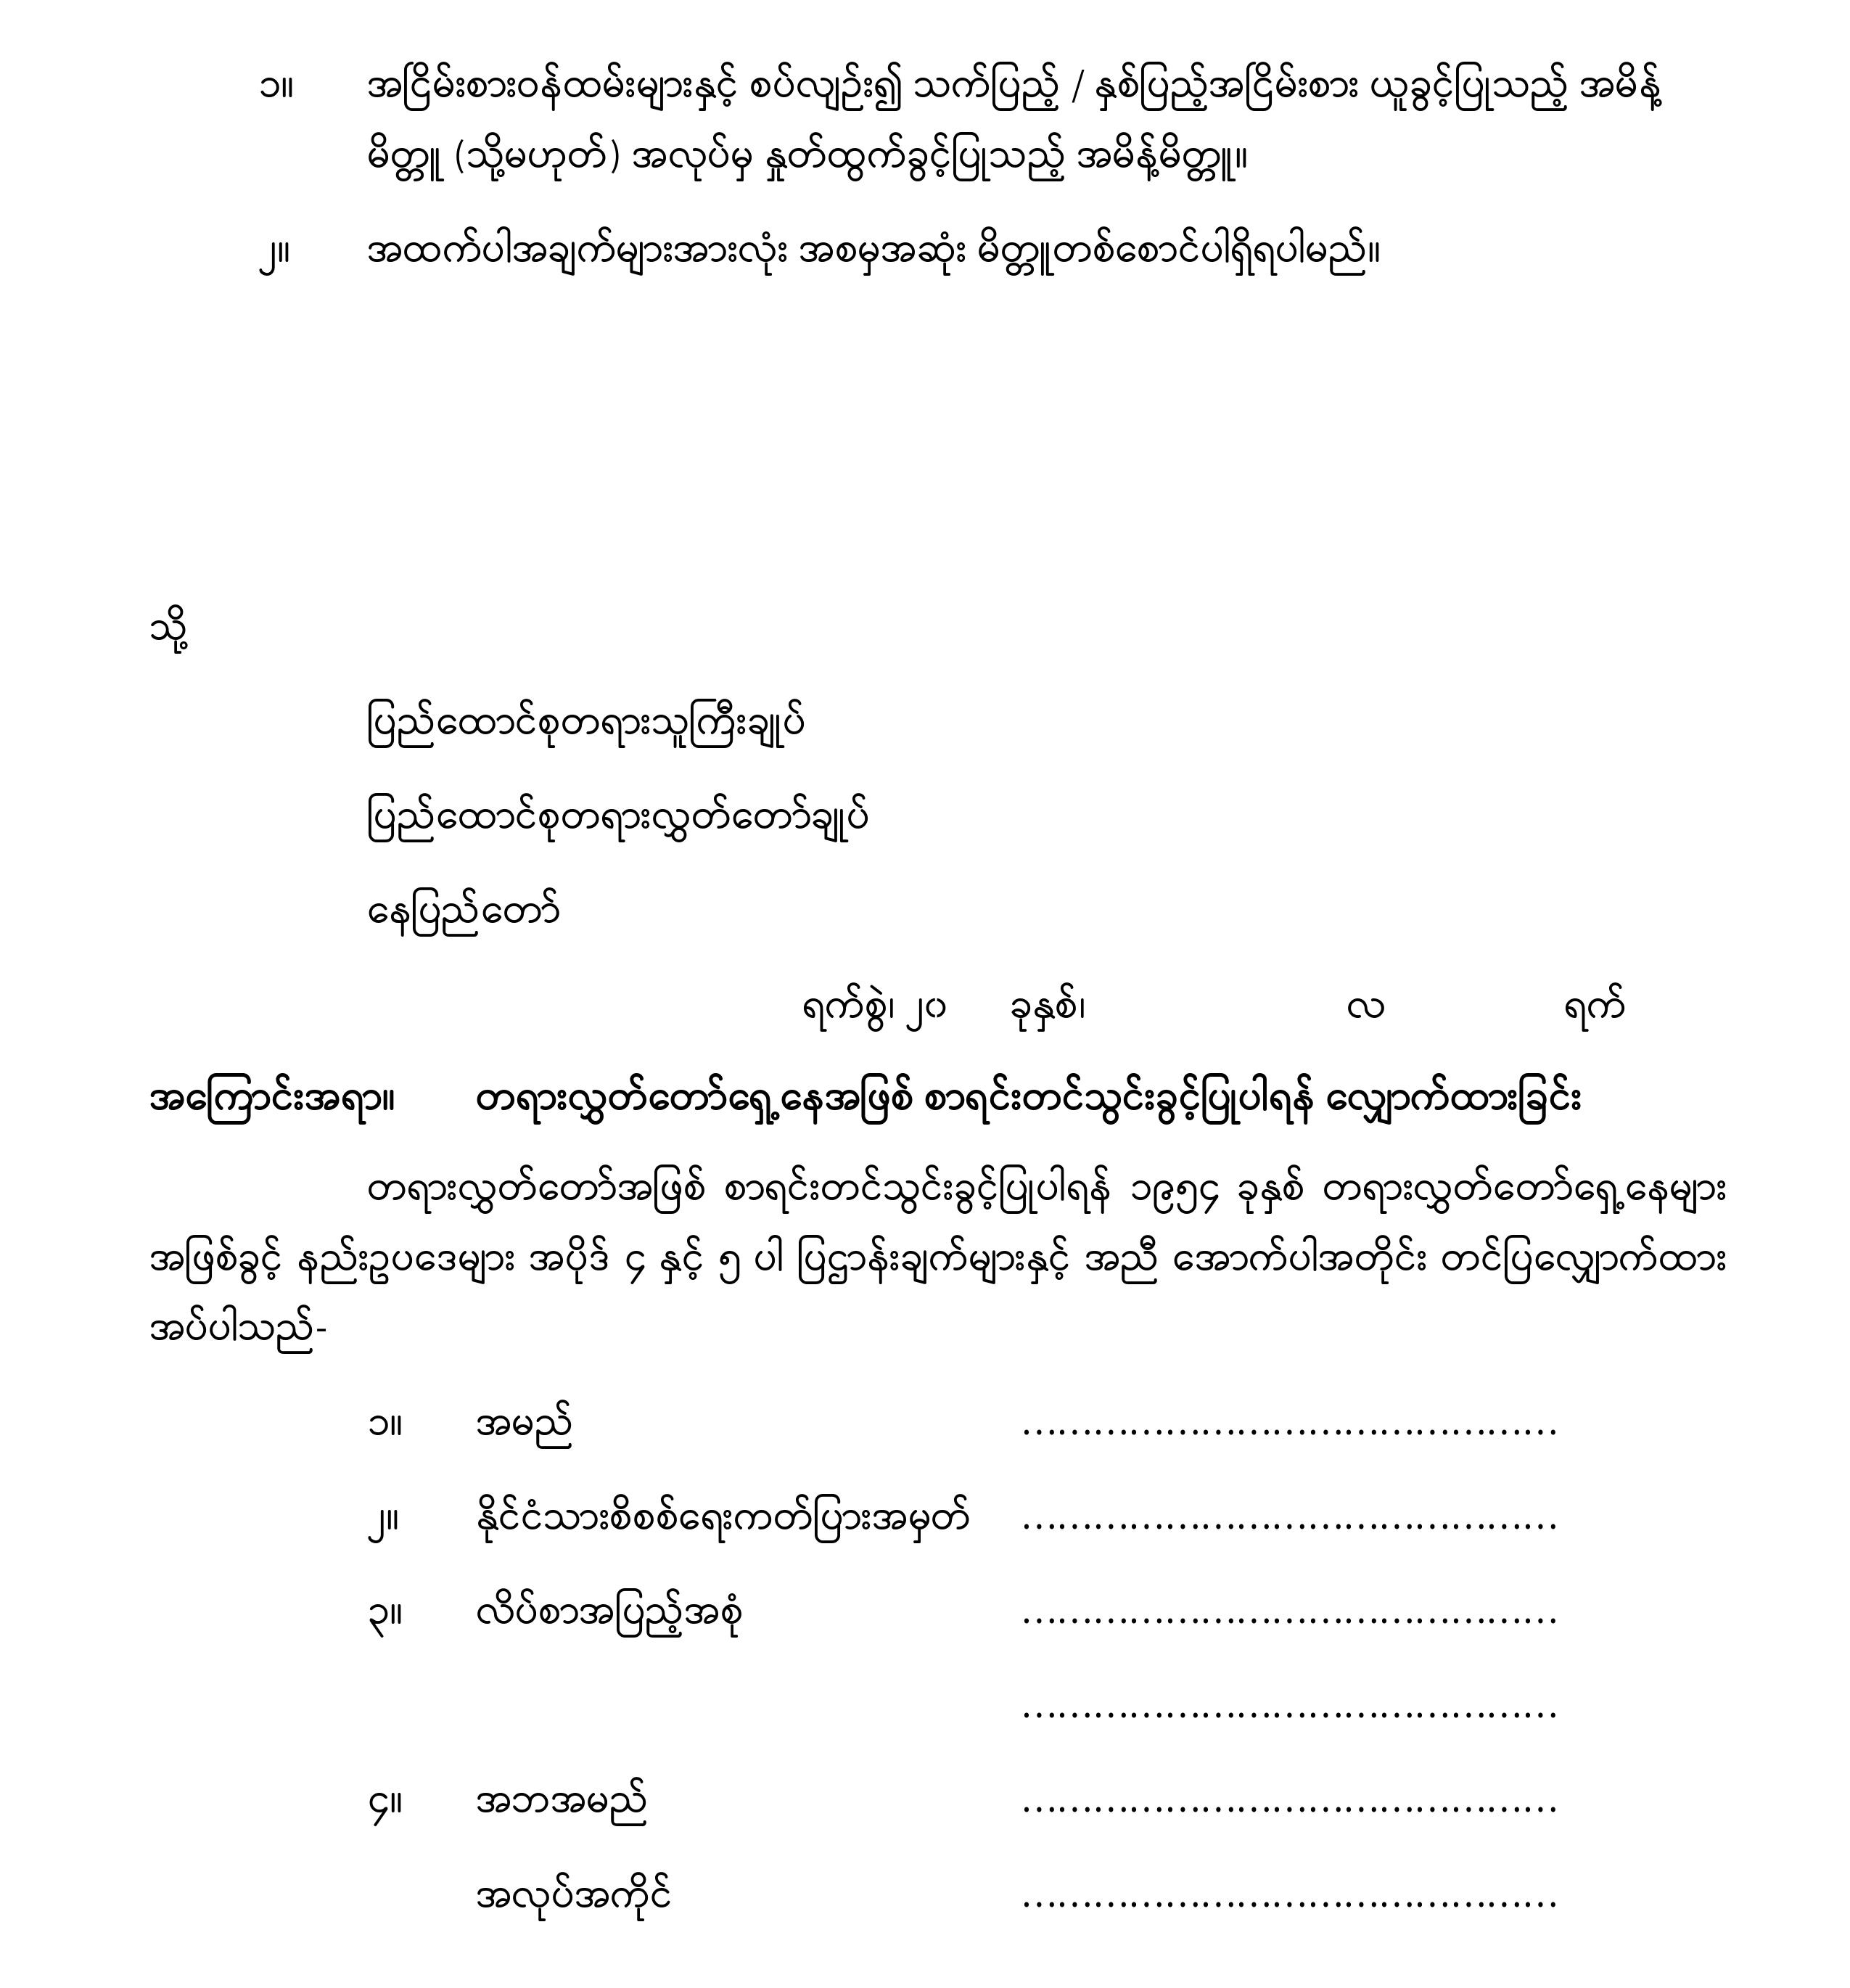 ၁။ အငြိမ်းစားဝန်ထမ်းများနှင့် စပ်လျဉ်း၍ သက်ပြည့် / နှစ်ပြည့်အငြိမ်းစား ယူခွင့်ပြုသည့် အမိန့်
မိတ္တူ (သို့မဟုတ်) အလုပ်မှ နှုတ်ထွက်ခွင့်ပြုသည့် အမိန့်မိတ္တူ။
၂။ အထက်ပါအချက်များအားလုံး အစမှအဆုံး မိတ္တူတစ်စောင်ပါရှိရပါမည်။
သို့
ပြည်ထောင်စုတရားသူကြီးချုပ်
ပြည်ထောင်စုတရားလွှတ်တော်ချုပ်
နေပြည်တော်
ရက်စွဲ၊ ၂၀ ခုနှစ်၊ လ ရက်
အကြောင်းအရာ။ တရားလွှတ်တော်ရှေ့နေအဖြစ် စာရင်းတင်သွင်းခွင့်ပြုပါရန် လျှောက်ထားခြင်း
တရားလွှတ်တော်အဖြစ် စာရင်းတင်သွင်းခွင့်ပြုပါရန် ၁၉၅၄ ခုနှစ် တရားလွှတ်တော်ရှေ့နေများ
အဖြစ်ခွင့် နည်းဥပဒေများ အပိုဒ် ၄ နှင့် ၅ ပါ ပြဌာန်းချက်များနှင့် အညီ အောက်ပါအတိုင်း တင်ပြလျှောက်ထား
အပ်ပါသည်-
၁။ အမည် .............................................
၂။ နိုင်ငံသားစိစစ်ရေးကတ်ပြားအမှတ် .............................................
၃။ လိပ်စာအပြည့်အစုံ .............................................
.............................................
၄။ အဘအမည် .............................................
အလုပ်အကိုင် .............................................